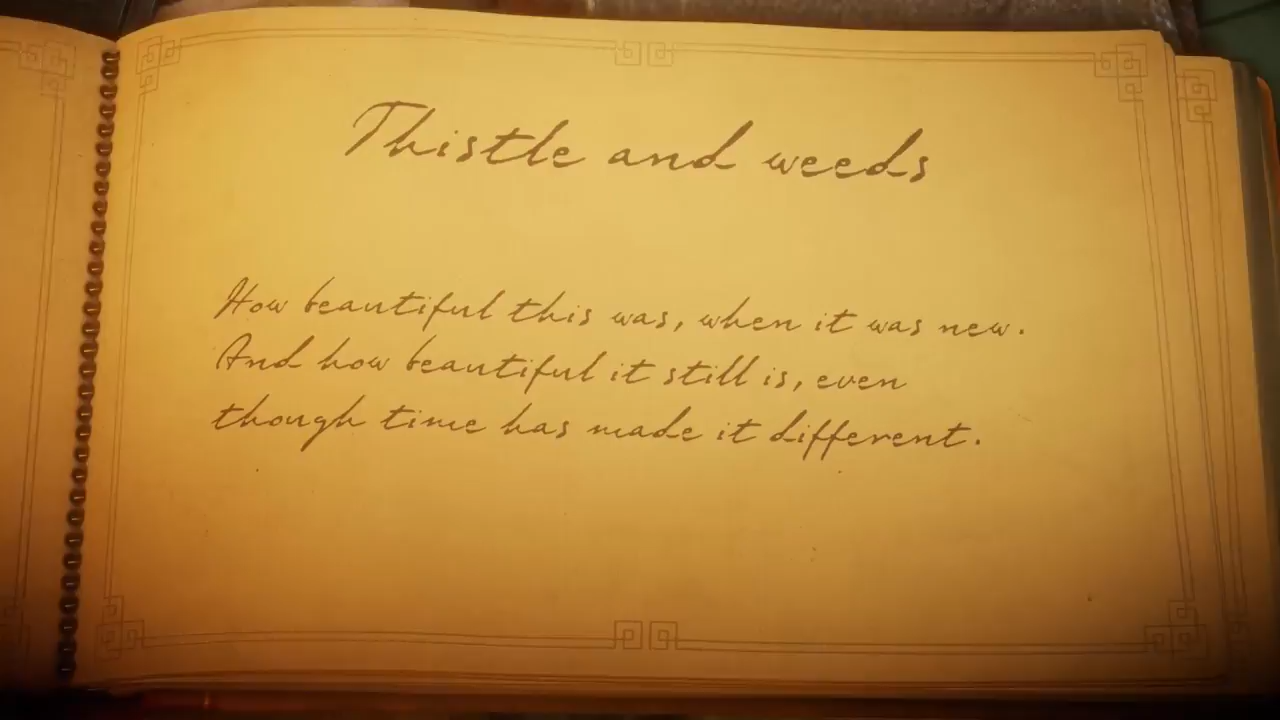 Thistle and weeds
How beautiful this was, when it was new.
And how beautiful it still is, even
though time has made it different.